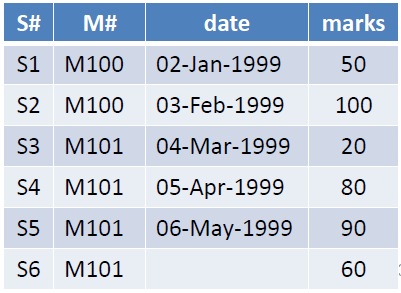 S# M# date marks
S1 M100 02-Jan-1999 50
S2 M100 03-Feb-1999 100
S3 M101 04-Mar-1999 20
S4 M101 05-Apr-1999 80
S5 M101 06-May-1999 90
S6 M101 60